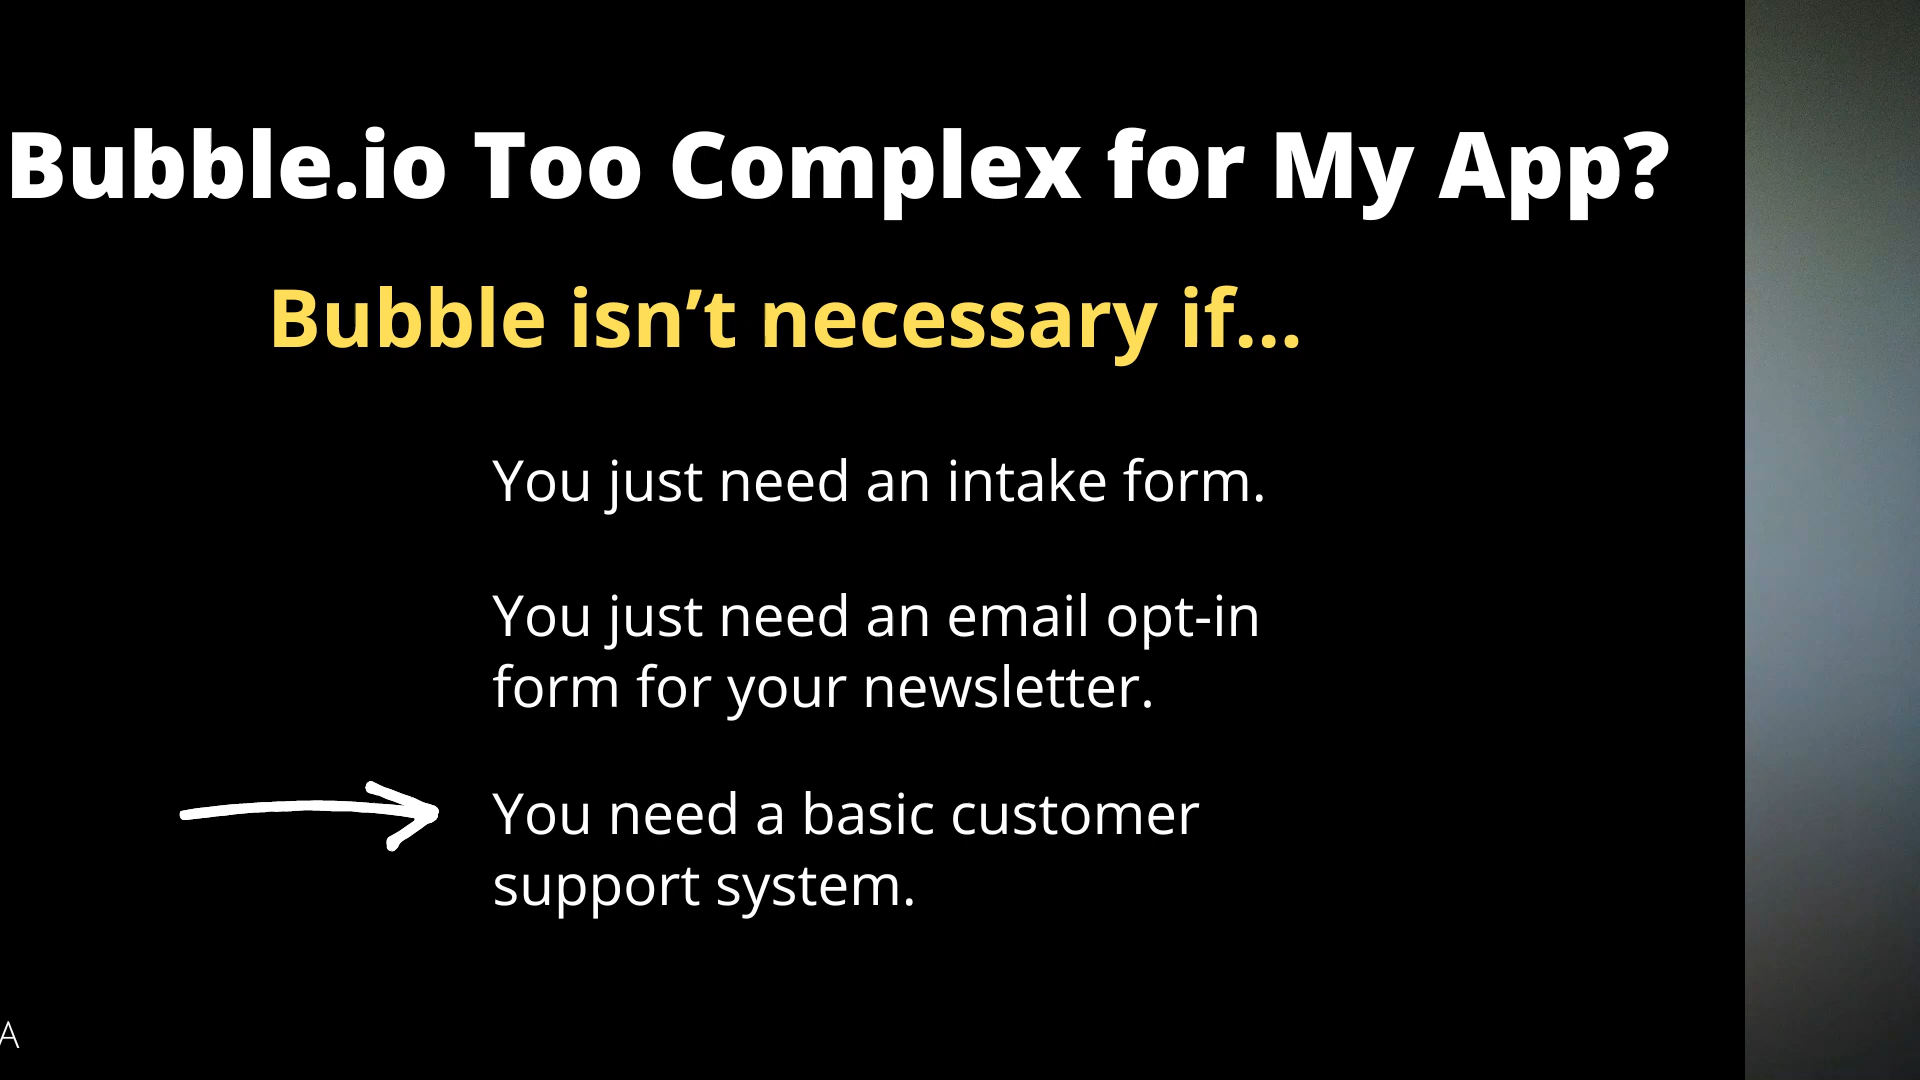 Bubble.io Too Complex for My App?
Bubble isn’t necessary if...
You just need an intake form.
You just need an email opt-in
form for your newsletter.
You need a basic customer
support system.
A